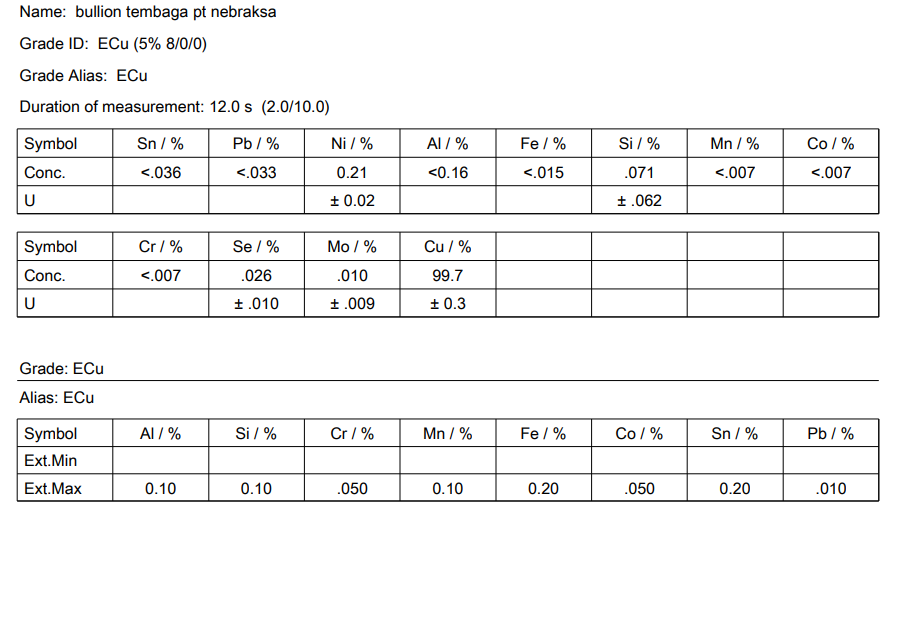 Name: bullion tembaga pt nebraksa
Grade ID: ECu (5% 8/0/0)
Grade Alias: ECu
Duration of measurement: 12.0 s (2.0/10.0)
Symbol Sn / % Pb / % Ni / % Al / % Fe / % Si / % Mn / % Co / %
Conc. <.036 <.033 0.21 <0.16 <.015 .071 <.007 <.007
U ± 0.02 ± .062
Symbol Cr / % Se / % Mo / % Cu / %
Conc. <.007 .026 .010 99.7
U ± .010 ± .009 ± 0.3
Grade: ECu
Alias: ECu
Symbol Al / % Si / % Cr / % Mn / % Fe / % Co / % Sn / % Pb / %
Ext.Min
Ext.Max 0.10 0.10 .050 0.10 0.20 .050 0.20 .010